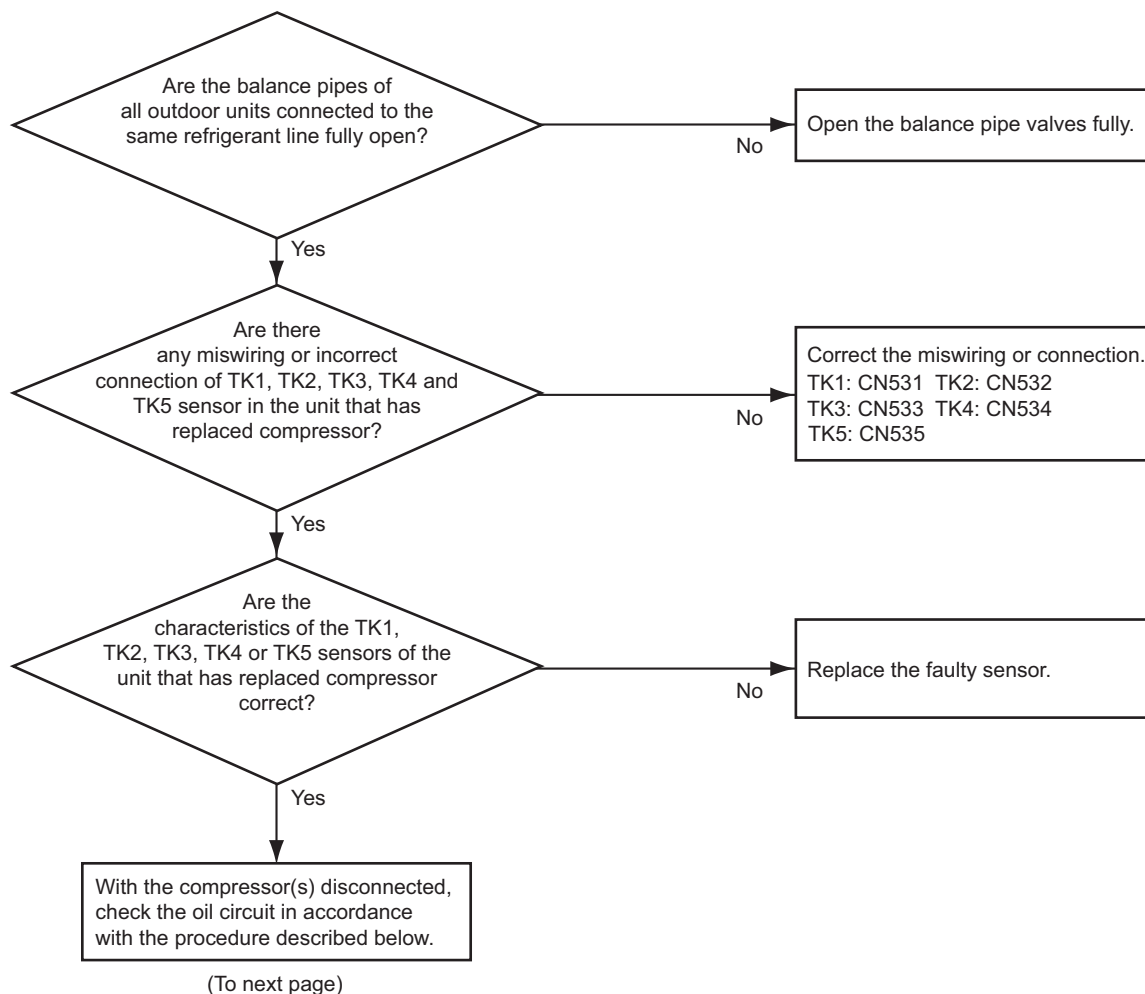 Are the balance pipes of
all outdoor units connected to the
same refrigerant line fully open?
No
Open the balance pipe valves fully.
Yes
Are there
any miswiring or incorrect
connection of TK1, TK2, TK3, TK4 and
TK5 sensor in the unit that has
replaced compressor?
No
Correct the miswiring or connection.
TK1: CN531 TK2: CN532
TK3: CN533 TK4: CN534
TK5: CN535
Yes
Are the
characteristics of the TK1,
TK2, TK3, TK4 or TK5 sensors of the
unit that has replaced compressor
correct?
No
Replace the faulty sensor.
Yes
With the compressor(s) disconnected,
check the oil circuit in accordance
with the procedure described below.
(To next page)